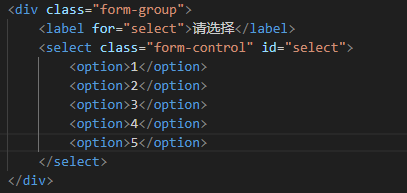 <div class="form-group">
<label for="select">请选择</label>
<select class="form-control" id="select">
<option>1</option>
<option>2</option>
<option>3</option>
<option>4</option>
<option>5</option>
</select>
</div>